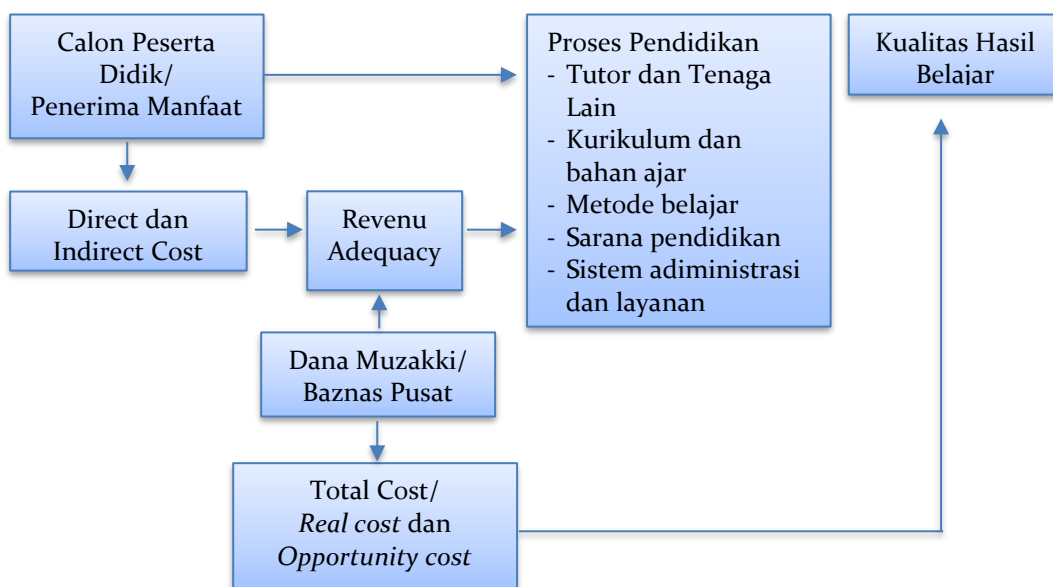 Calon Peserta
Didik/
Penerima Manfaat
Proses Pendidikan
- Tutor dan Tenaga
Lain
- Kurikulum dan
bahan ajar
- Metode belajar
- Sarana pendidikan
- Sistem adiministrasi
dan layanan
Kualitas Hasil
Belajar
Direct dan
Indirect Cost
Revenu
Adequacy
Dana Muzakki/
Baznas Pusat
Total Cost/
Real cost dan
Opportunity cost